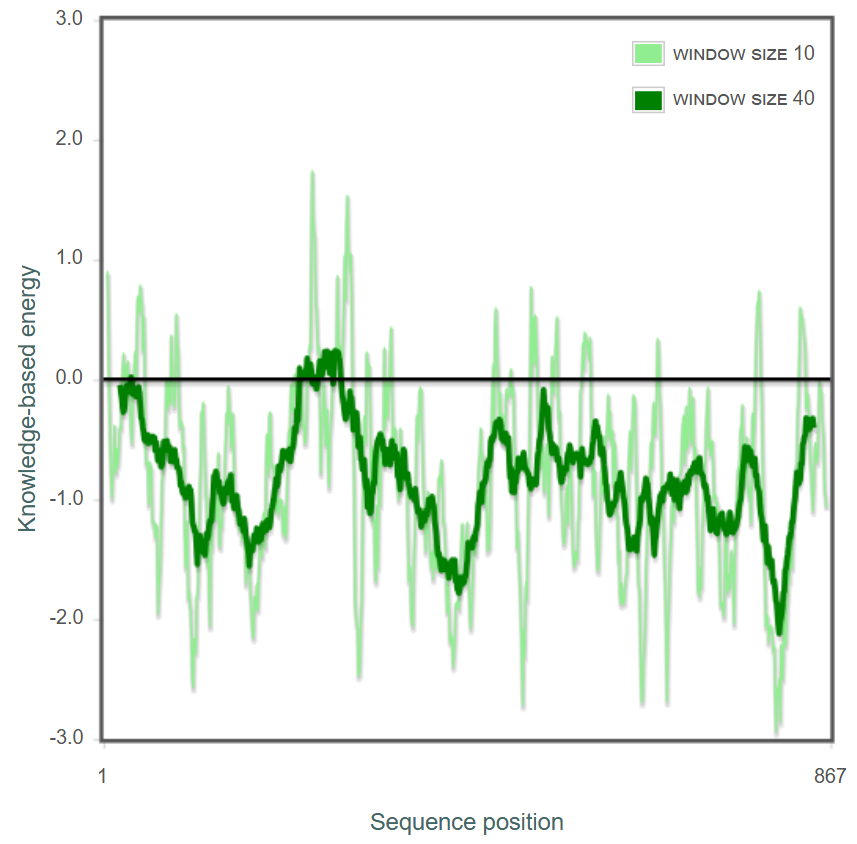 3.0
WINDOW SIZE 10
WINDOW SIZE 40
2.0
1.0
0.0
-1.0
-2.0
-3.0
Knowledge-based energy
1
867
Sequence position